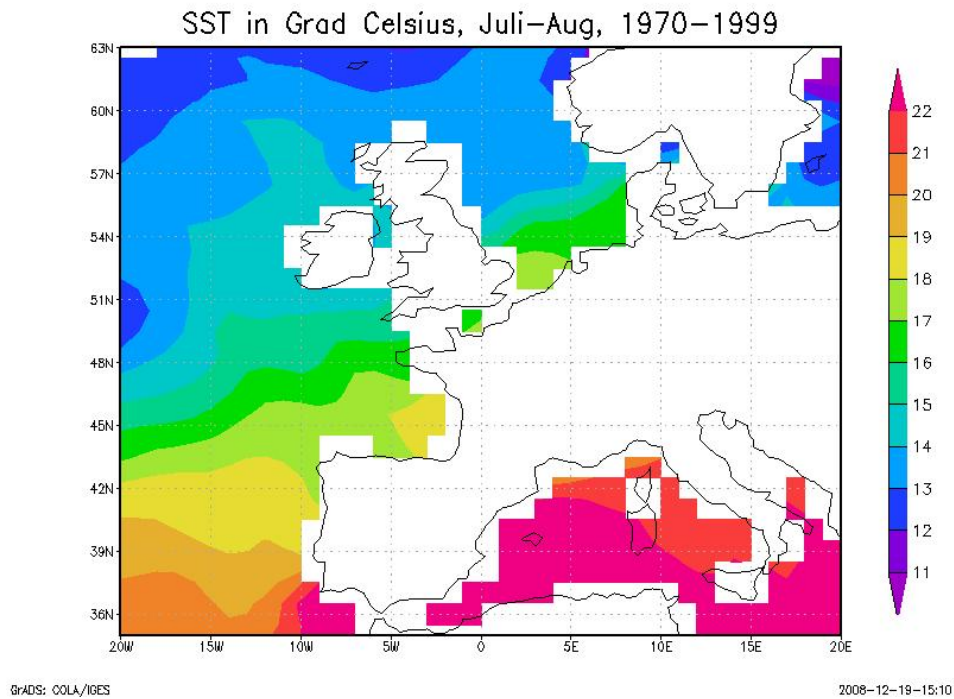 SST in Grad Celsius, Juli-Aug, 1970-1999
63N
60N
57N
54N
51N
48N
45N
42N
39N
36N
20W 15W 10W 5W 0 5E 10E 15E 20E
22
21
20
19
18
17
16
15
14
13
12
11
GrADS: COLA/IGES
2008-12-19-15:10